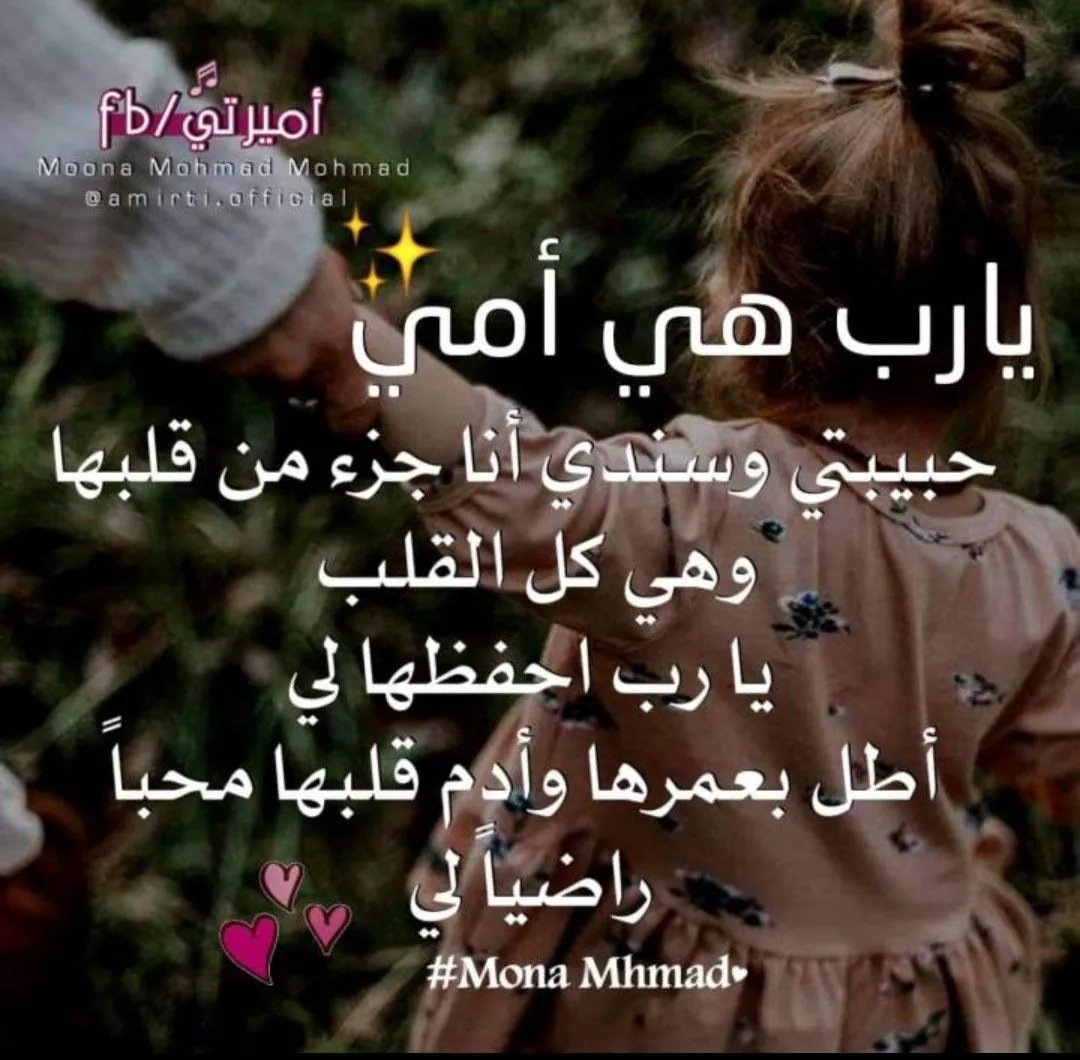 fb/أميرتي
Moona Mohmad Mohmad
@amirti.official
يارب هي أمي
حبيبتي وسندي أنا جزء من قلبها
وهي كل القلب
يا رب احفظها لي
أطل بعمرها وأدم قلبها محباً
راضياً لي
#Mona Mhmad